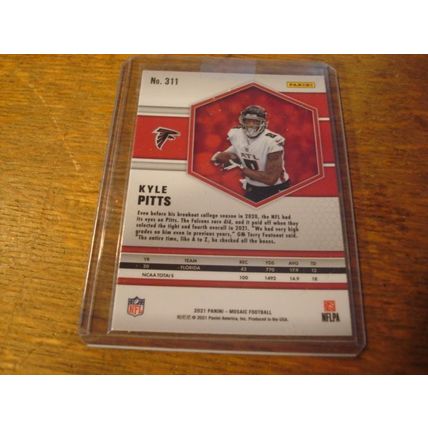 No. 311
PANINI
KYLE
PITTS
Even before his breakout college season in 2020, the NFL had
its eyes on Pitts. The Falcons sure did, and it paid off when they
selected the tight end fourth overall in 2021. "We had very high
grades on him even in previous years," GM Terry Fontenot said.
"The entire time, like A to Z, he checked all the boxes.
YR TEAM REC YDS AVG TD
20 FLORIDA 43 770 17.9 12
NCAA TOTALS 100 1492 14.9 18
NFL
2021 PANINI - MOSAIC FOOTBALL
© 2021 Panini America, Inc. Produced in the USA.
NFLPA